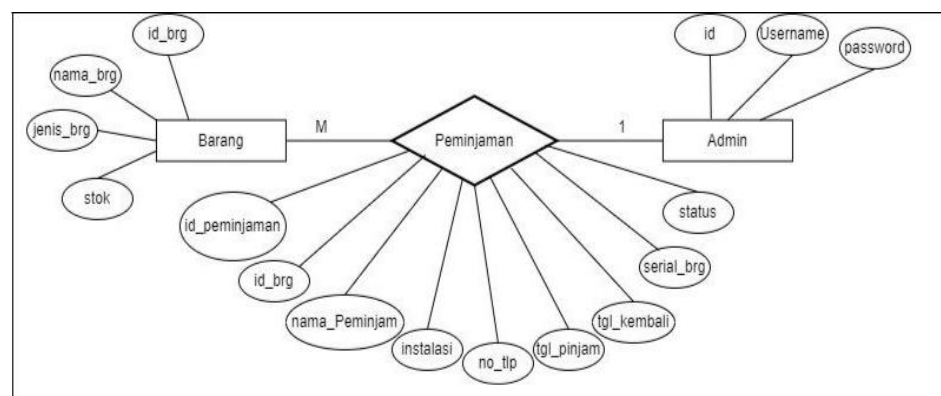 id_brg
id
Username
password
nama_brg
jenis_brg
Barang
M
Peminjaman
1
Admin
stok
id_peminjaman
status
id_brg
serial_brg
nama_Peminjam
tgl_kembali
instalasi
no_tlp
tgl_pinjam